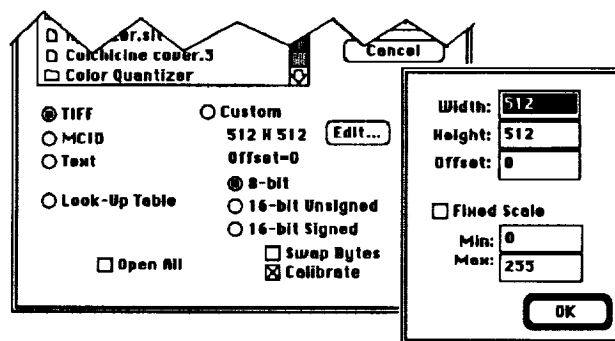 Colchicine cover.3
Color Quantizer
Cancel
TIFF
MCID
Text
Look-Up Table
Open All
Custom
512 X 512
Edit...
Offset=0
8-bit
16-bit Unsigned
16-bit Signed
Swap Bytes
Calibrate
Width: 512
Height: 512
Offset: 0
Fixed Scale
Min: 0
Max: 255
OK